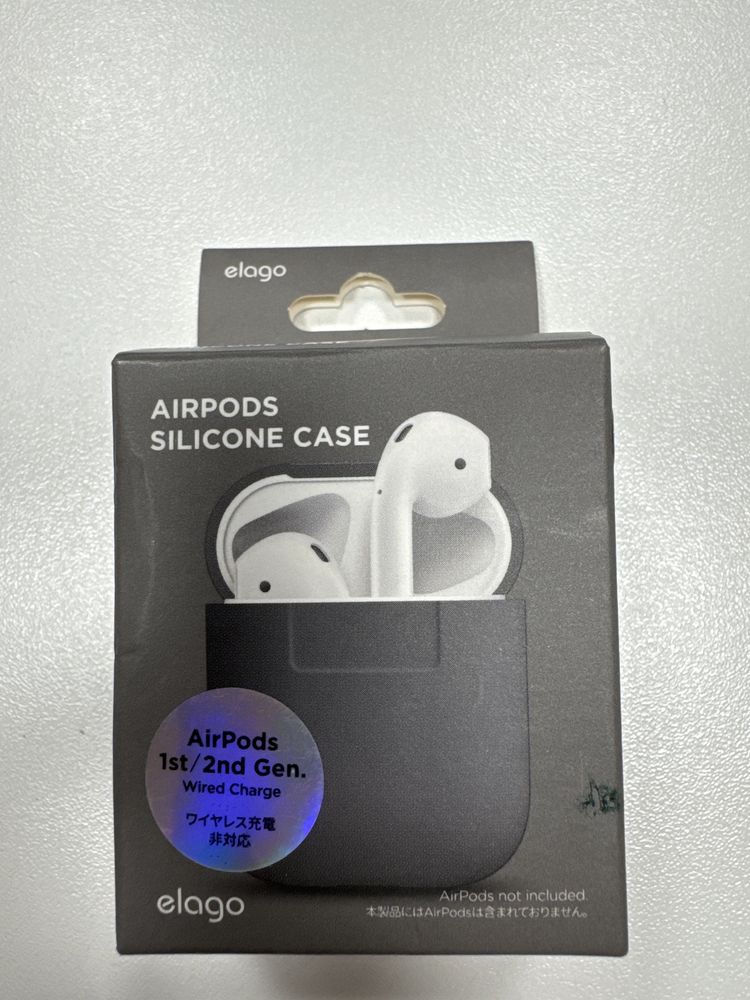 elago
AIRPODS
SILICONE CASE
AirPods
1st/2nd Gen.
Wired Charge
ワイヤレス充電
非対応
elago
AirPods not included.
本製品にはAirPodsは含まれておりません。